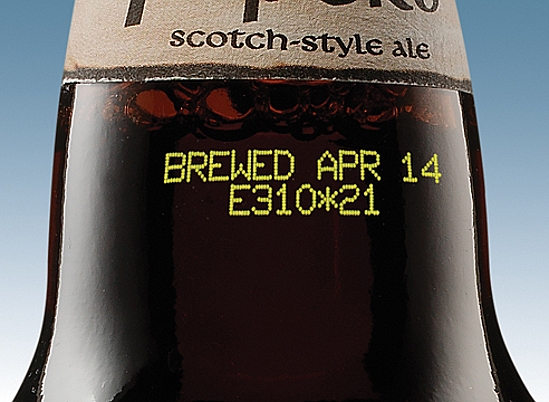 scotch-style ale
BREWED APR 14
E310*21